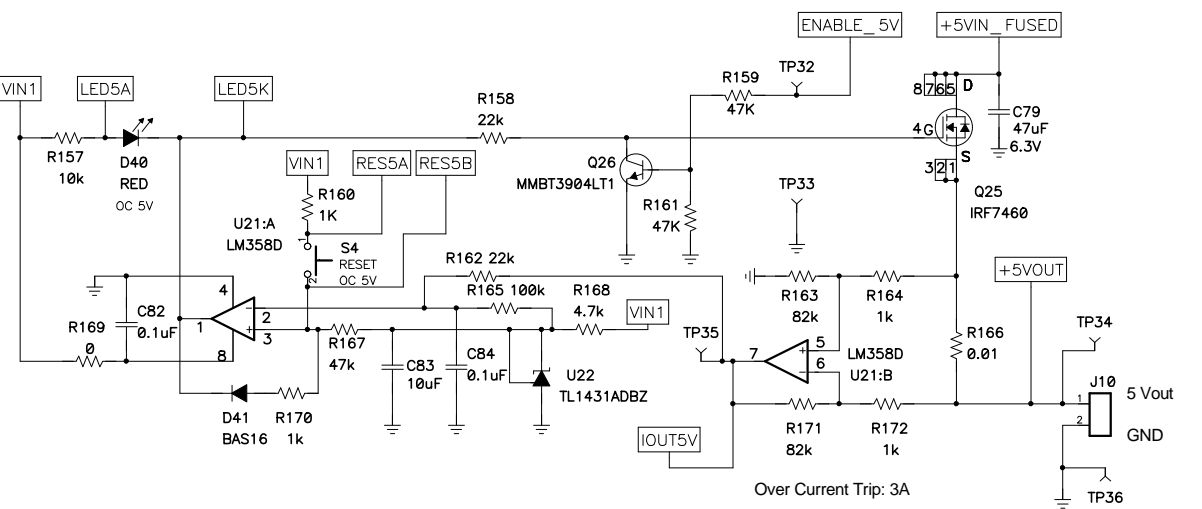 ENABLE_5V
+5VIN_FUSED
VIN1
LED5A
LED5K
R159
47K
TP32
8765
D
R158
22k
4
G
C79
47uF
6.3V
R157
10k
D40
RED
OC 5V
VIN1
RES5A
RES5B
Q26
MMBT3904LT1
S
321
Q25
IRF7460
R160
1K
R161
47K
TP33
U21:A
LM358D
1
S4
RESET
OC 5V
2
R162 22k
R165 100k
R168
4.7k
VIN1
R163
82k
R164
1k
+5VOUT
4
C82
0.1uF
R169
0
1
2
3
8
R167
47k
C83
10uF
C84
0.1uF
U22
TL1431ADBZ
TP35
7
5
6
LM358D
U21:B
R166
0.01
TP34
J10
1
2
5 Vout
GND
D41
BAS16
R170
1k
R171
82k
R172
1k
IOUT5V
Over Current Trip: 3A
TP36